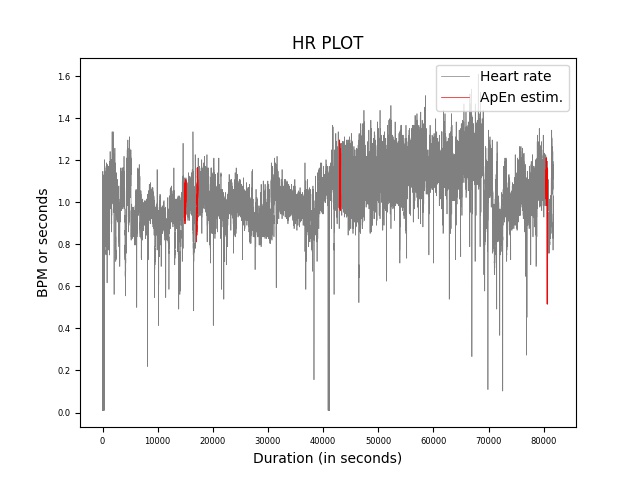 HR PLOT
Heart rate
ApEn estim.
BPM or seconds
1.6
1.4
1.2
1.0
0.8
0.6
0.4
0.2
0.0
0 10000 20000 30000 40000 50000 60000 70000 80000
Duration (in seconds)